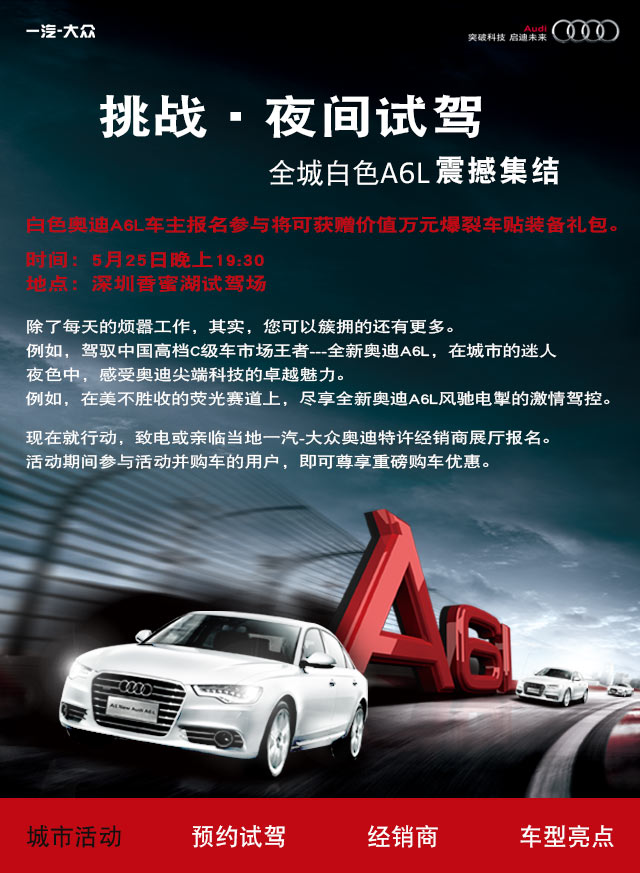 一汽-大众
Audi
突破科技 启迪未来
挑战·夜间试驾
全城白色A6L震撼集结
白色奥迪A6L车主报名参与将可获赠价值万元爆裂车贴装备礼包。
时间：5月25日晚上19:30
地点：深圳香蜜湖试驾场
除了每天的烦器工作，其实，您可以簇拥的还有更多。
例如，驾驭中国高档C级车市场王者---全新奥迪A6L，在城市的迷人
夜色中，感受奥迪尖端科技的卓越魅力。
例如，在美不胜收的荧光赛道上，尽享全新奥迪A6L风驰电掣的激情驾控。
现在就行动，致电或亲临当地一汽-大众奥迪特许经销商展厅报名。
活动期间参与活动并购车的用户，即可尊享重磅购车优惠。
A6L
All New Audi A6L
城市活动 预约试驾 经销商 车型亮点